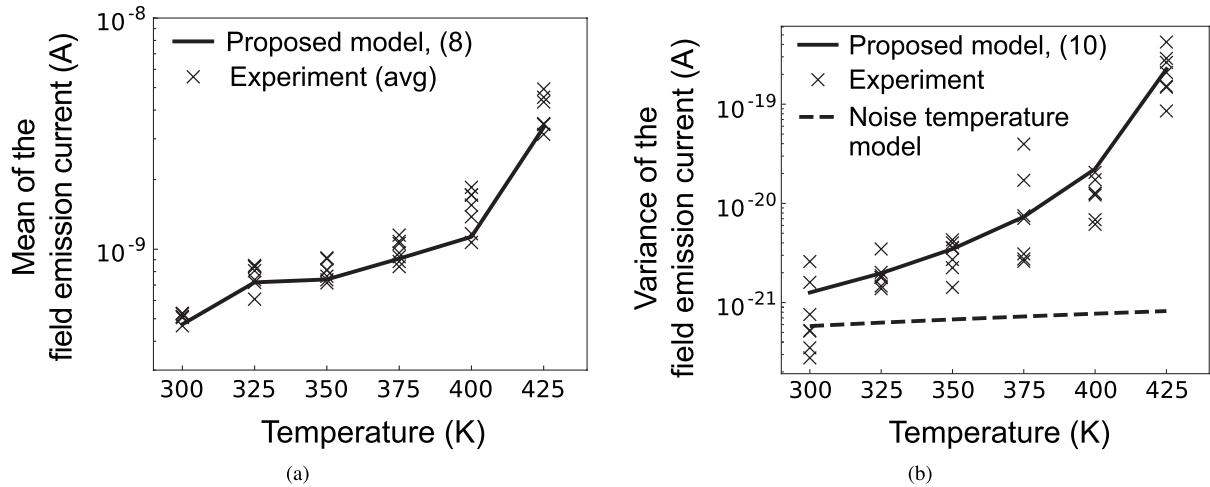 10⁻⁸
10⁻⁹
Mean of the
field emission current (A)
Proposed model, (8)
Experiment (avg)
300 325 350 375 400 425
Temperature (K)
(a)
10⁻¹⁹
10⁻²⁰
10⁻²¹
Variance of the
field emission current (A)
Proposed model, (10)
Experiment
Noise temperature
model
300 325 350 375 400 425
Temperature (K)
(b)